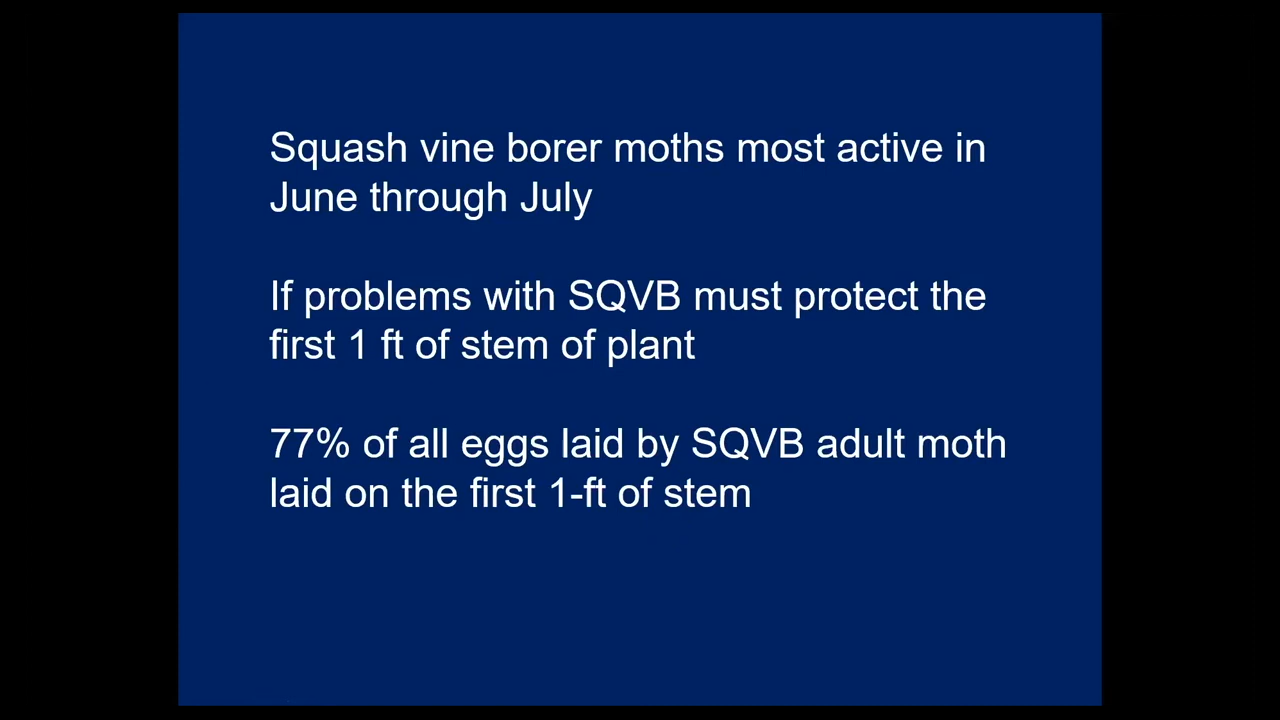 Squash vine borer moths most active in
June through July
If problems with SQVB must protect the
first 1 ft of stem of plant
77% of all eggs laid by SQVB adult moth
laid on the first 1-ft of stem